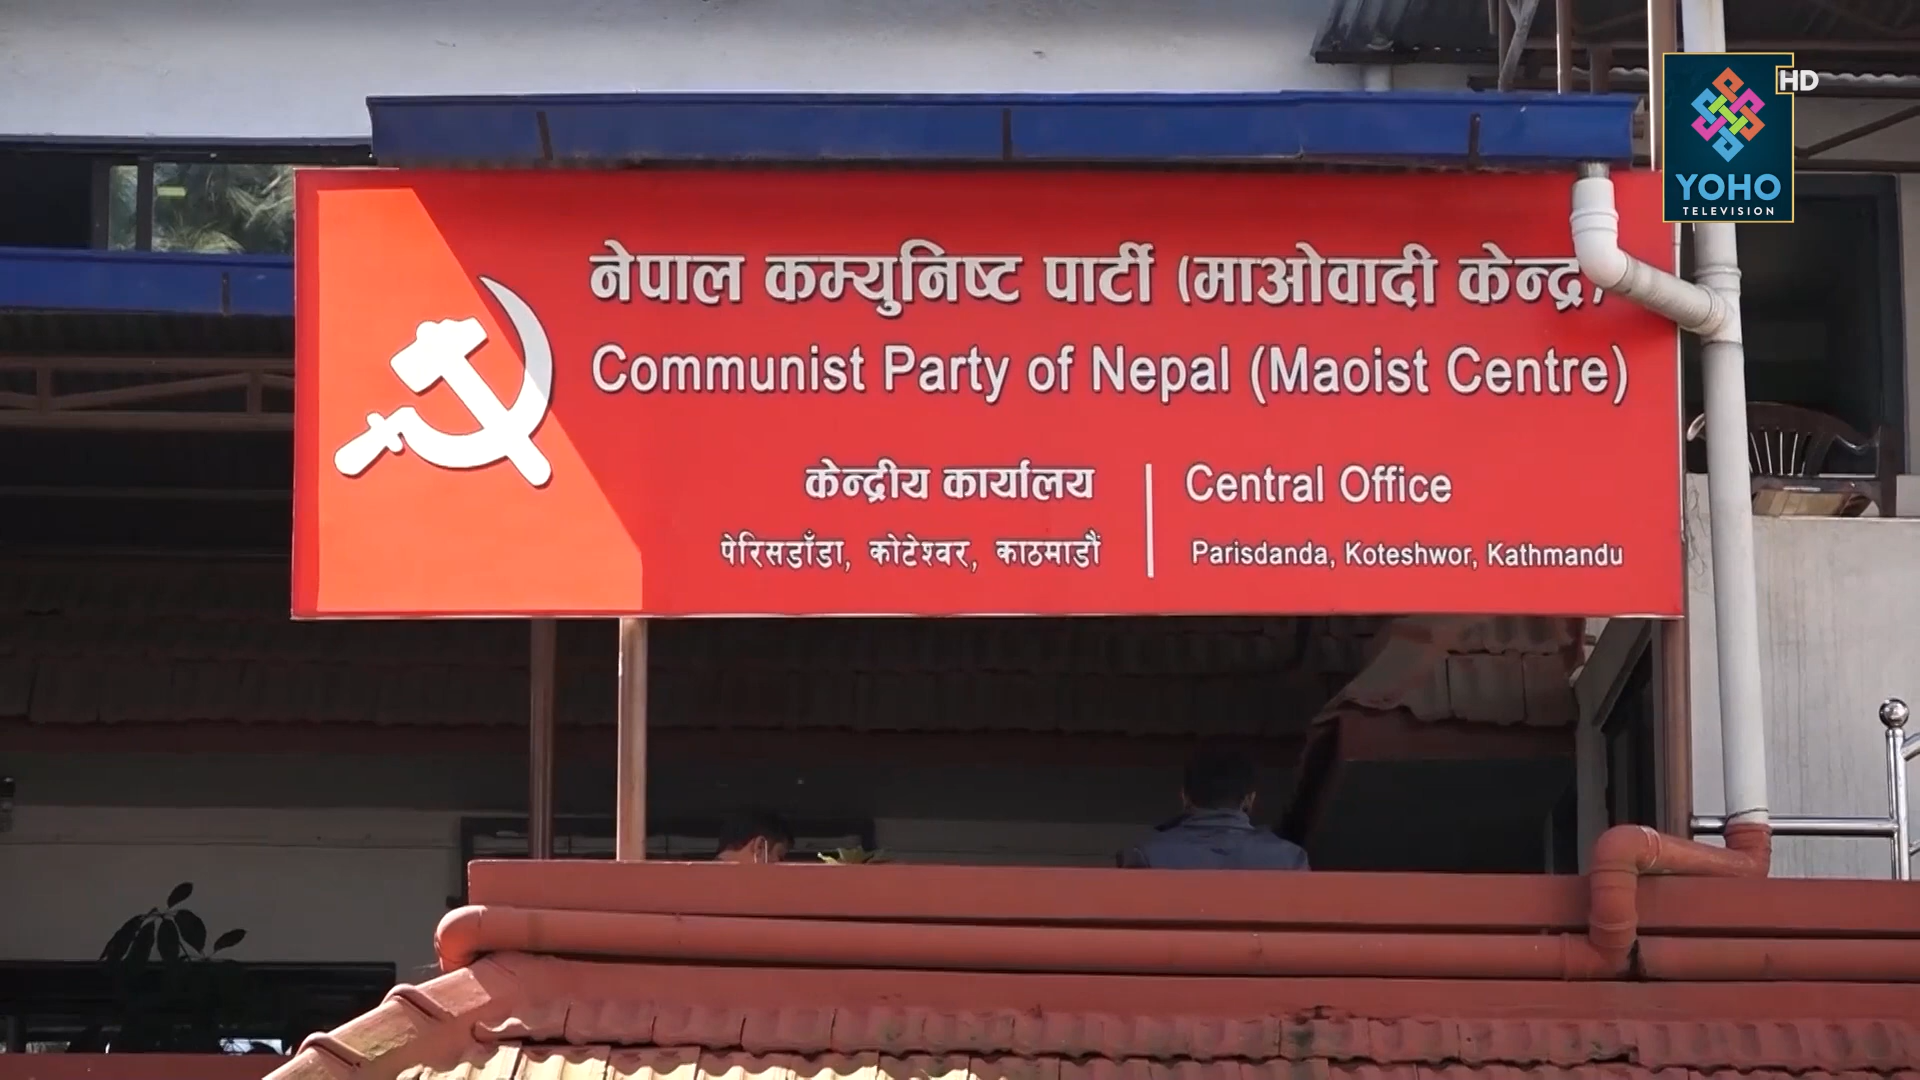 नेपाल कम्युनिष्ट पार्टी (माओवादी केन्द्र)
Communist Party of Nepal (Maoist Centre)
केन्द्रीय कार्यालय
पेरिसडाँडा, कोटेश्वर, काठमाडौं
Central Office
Parisdanda, Koteshwor, Kathmandu
HD
YOHO
TELEVISION